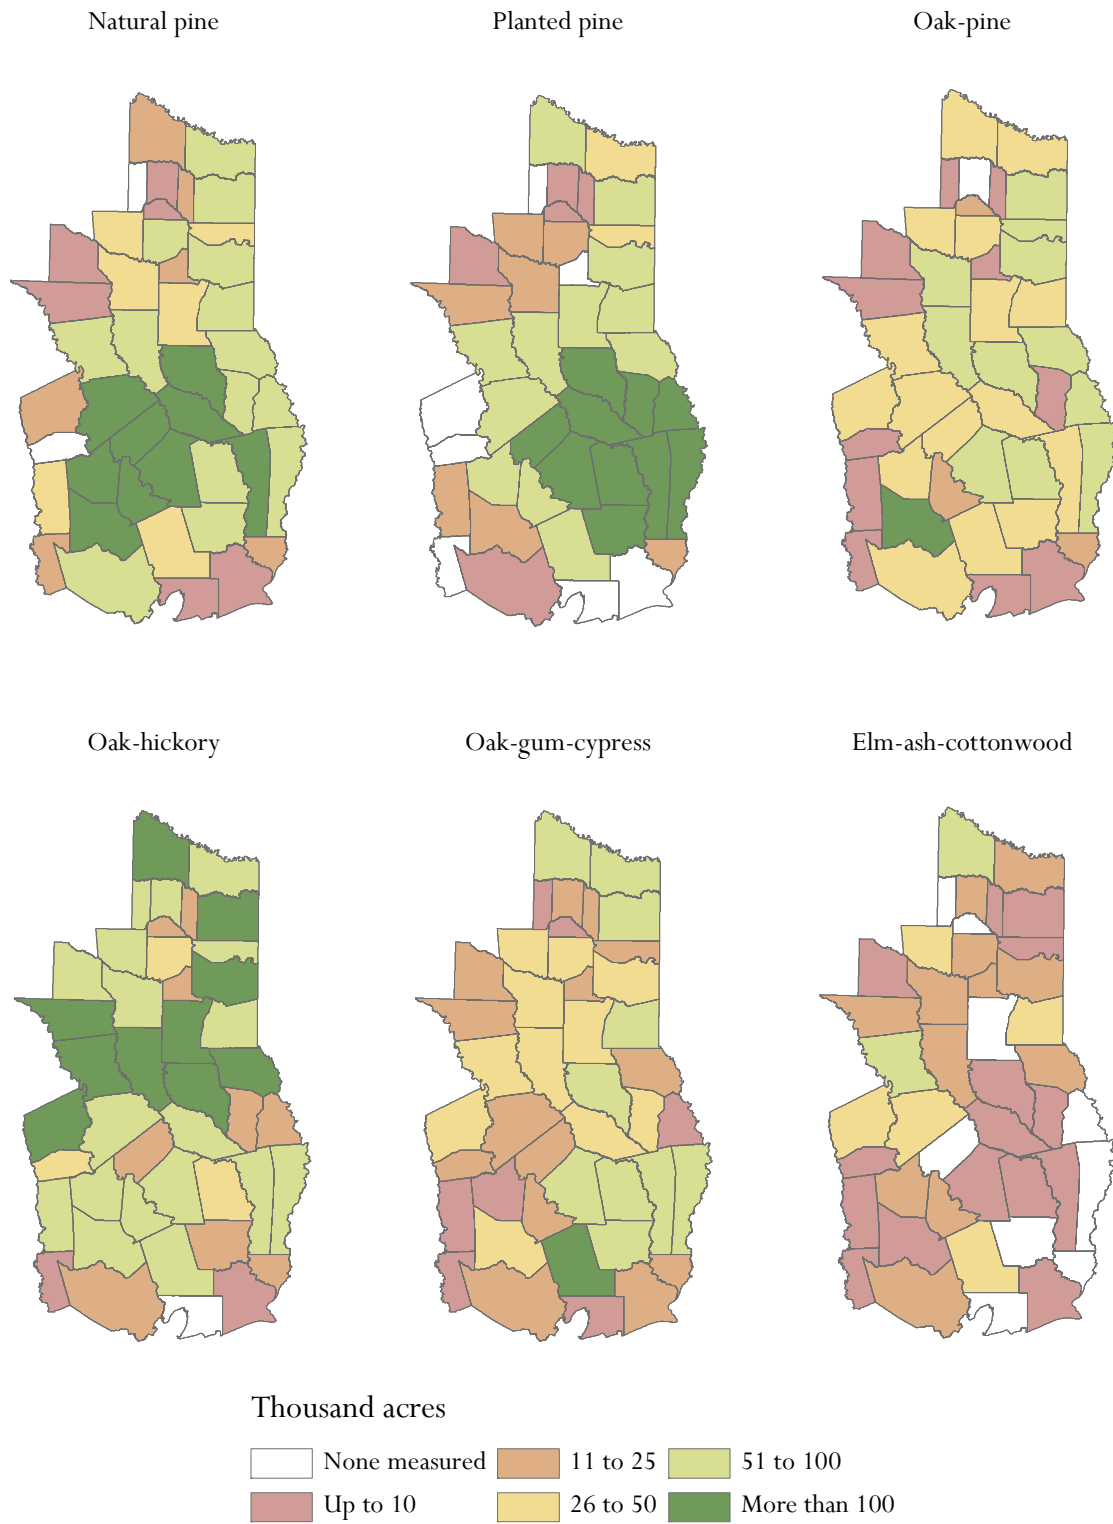 Natural pine
Planted pine
Oak-pine
Oak-hickory
Oak-gum-cypress
Elm-ash-cottonwood
Thousand acres
None measured
11 to 25
51 to 100
Up to 10
26 to 50
More than 100